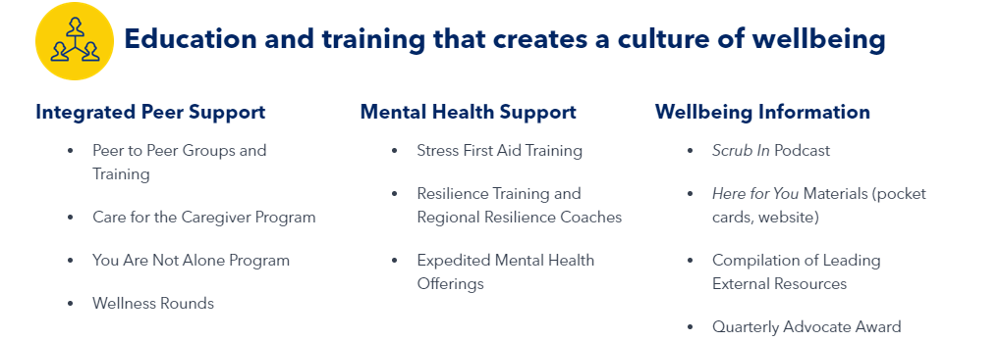 Education and training that creates a culture of wellbeing
Integrated Peer Support
• Peer to Peer Groups and
Training
• Care for the Caregiver Program
• You Are Not Alone Program
• Wellness Rounds
Mental Health Support
• Stress First Aid Training
• Resilience Training and
Regional Resilience Coaches
• Expedited Mental Health
Offerings
Wellbeing Information
• Scrub In Podcast
• Here for You Materials (pocket
cards, website)
• Compilation of Leading
External Resources
• Quarterly Advocate Award